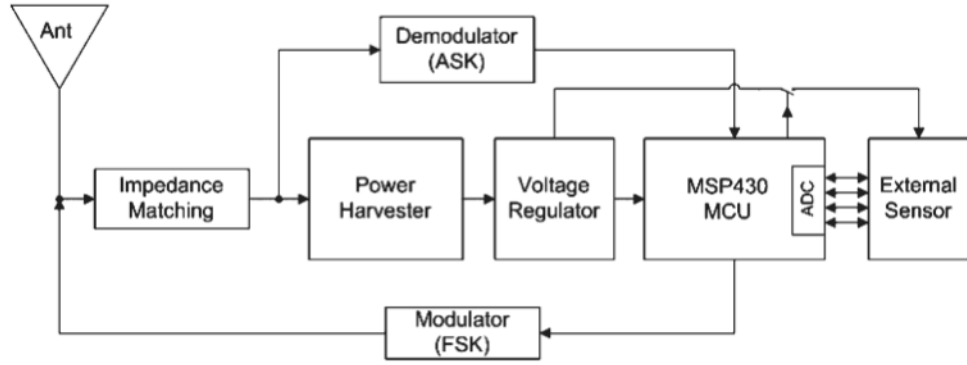 Ant
Demodulator
(ASK)
Impedance
Matching
Power
Harvester
Voltage
Regulator
MSP430
MCU
ADC
External
Sensor
Modulator
(FSK)